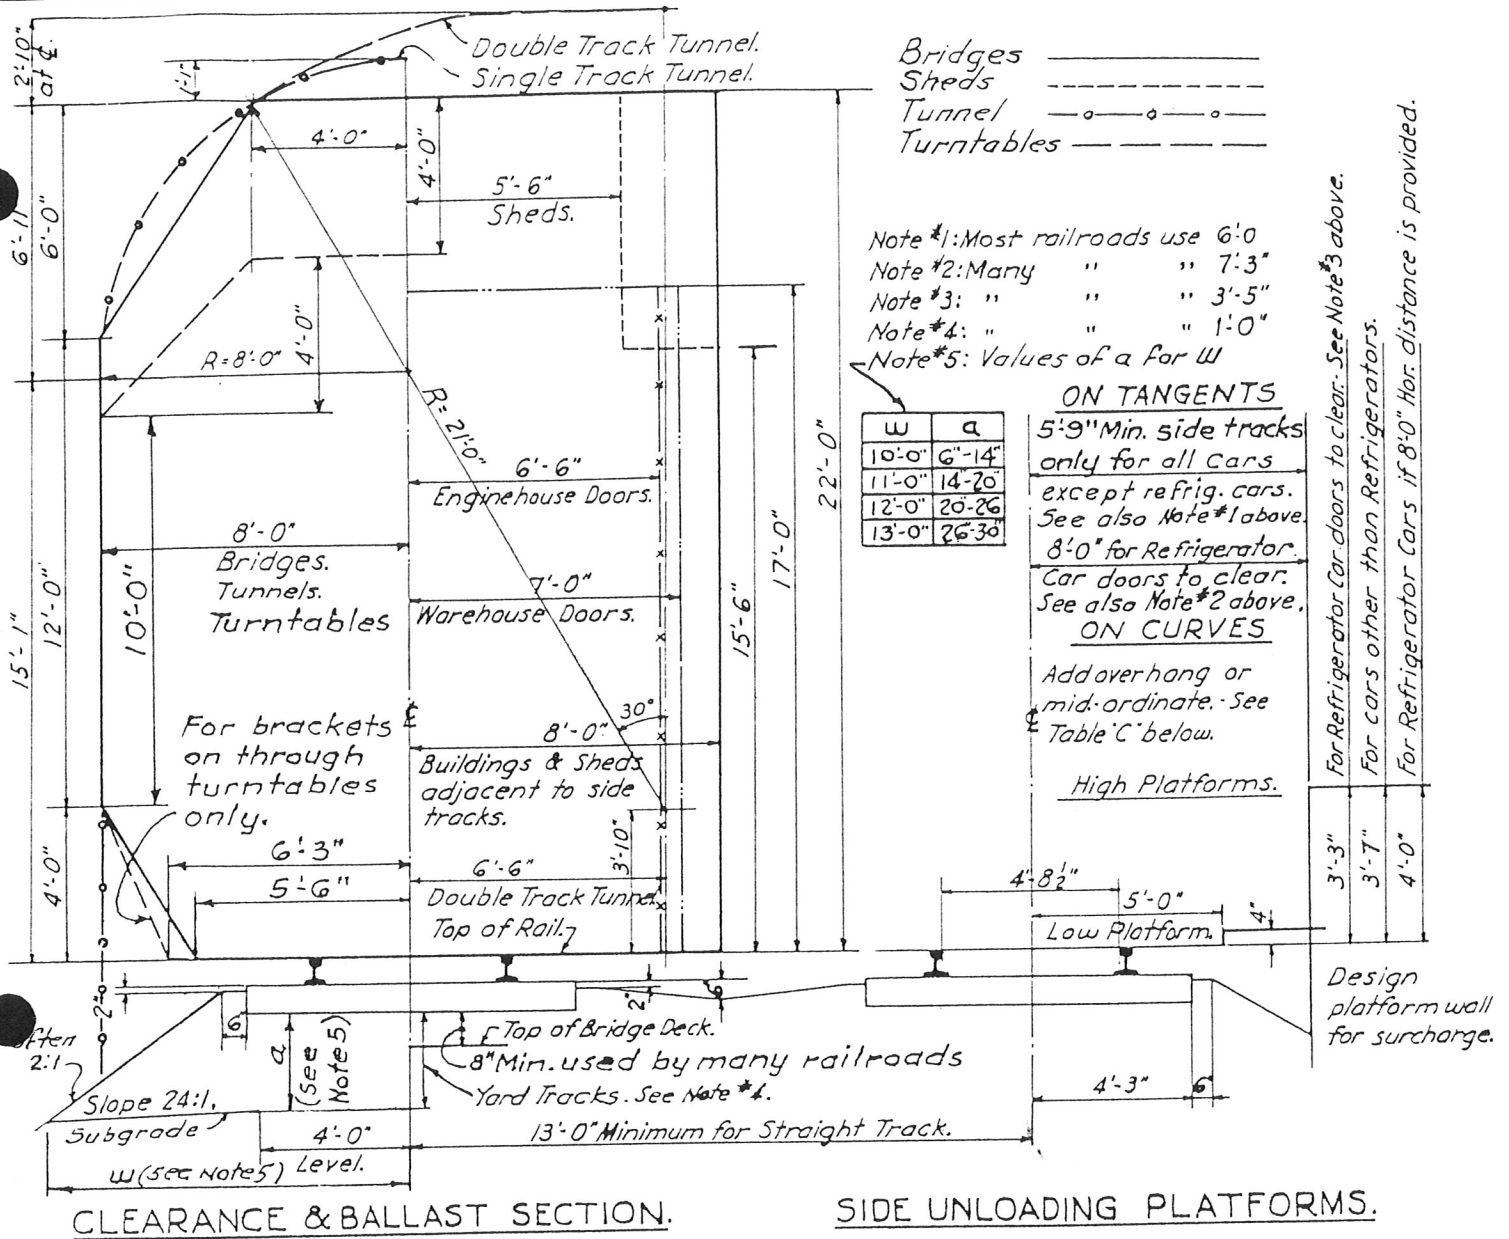 2'-10"
at ℄.
1'-1"
Double Track Tunnel.
Single Track Tunnel.
4'-0"
4'-0"
5'-6"
Sheds.
6'-11
6'-0"
R=8'-0"
4'-0"
R=21'-0"
6'-6"
Enginehouse Doors.
8'-0"
Bridges.
Tunnels.
Turntables
7'-0"
Warehouse Doors.
15'-1"
12'-0"
10'-0"
15'-6"
17'-0"
22'-0"
For brackets
on through
turntables
only.
℄
30°
8'-0"
Buildings & Sheds
adjacent to side
tracks.
3'-10"
4'-0"
6'-3"
5'-6"
6'-6"
Double Track Tunnel
Top of Rail.
2"
6"
2"
6"
Often
2:1
a
(See
Note 5)
Top of Bridge Deck.
8" Min. used by many railroads
Yard Tracks. See Note #4.
Slope 24:1.
Subgrade
4'-0"
Level.
13'-0" Minimum for Straight Track.
W (See Note 5)
CLEARANCE & BALLAST SECTION.
Bridges
Sheds
Tunnel
Turntables
Note #1: Most railroads use 6'-0
Note #2: Many " " 7'-3"
Note #3: " " " 3'-5"
Note #4: " " " 1'-0"
Note #5: Values of a for W
W a
10'-0" 6"-14"
11'-0" 14-20"
12'-0" 20-26
13'-0" 26-30"
ON TANGENTS
5'-9" Min. side tracks
only for all Cars
except refrig. cars.
See also Note #1 above.
8'-0" for Refrigerator.
Car doors to clear.
See also Note #2 above.
ON CURVES
Add overhang or
mid-ordinate. - See
Table "C" below.
℄
High Platforms.
For Refrigerator Car doors to clear. - See Note #3 above.
For cars other than Refrigerators.
For Refrigerator Cars if 8'-0" Hor. distance is provided.
3'-3"
3'-7"
4'-0"
4'-8½"
5'-0"
Low Platform.
4"
Design
platform wall
for surcharge.
4'-3"
6"
SIDE UNLOADING PLATFORMS.